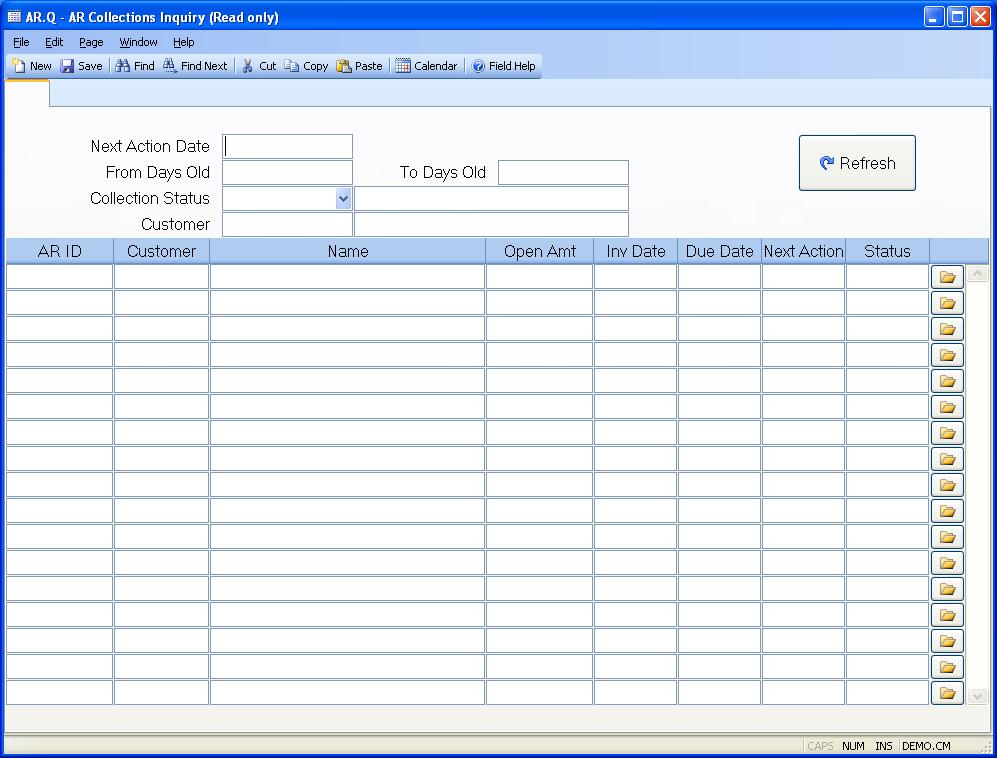 AR.Q - AR Collections Inquiry (Read only)
File Edit Page Window Help
New Save Find Find Next Cut Copy Paste Calendar Field Help
Next Action Date
From Days Old To Days Old
Refresh
Collection Status
Customer
AR ID Customer Name Open Amt Inv Date Due Date Next Action Status
CAPS NUM INS DEMO.CM